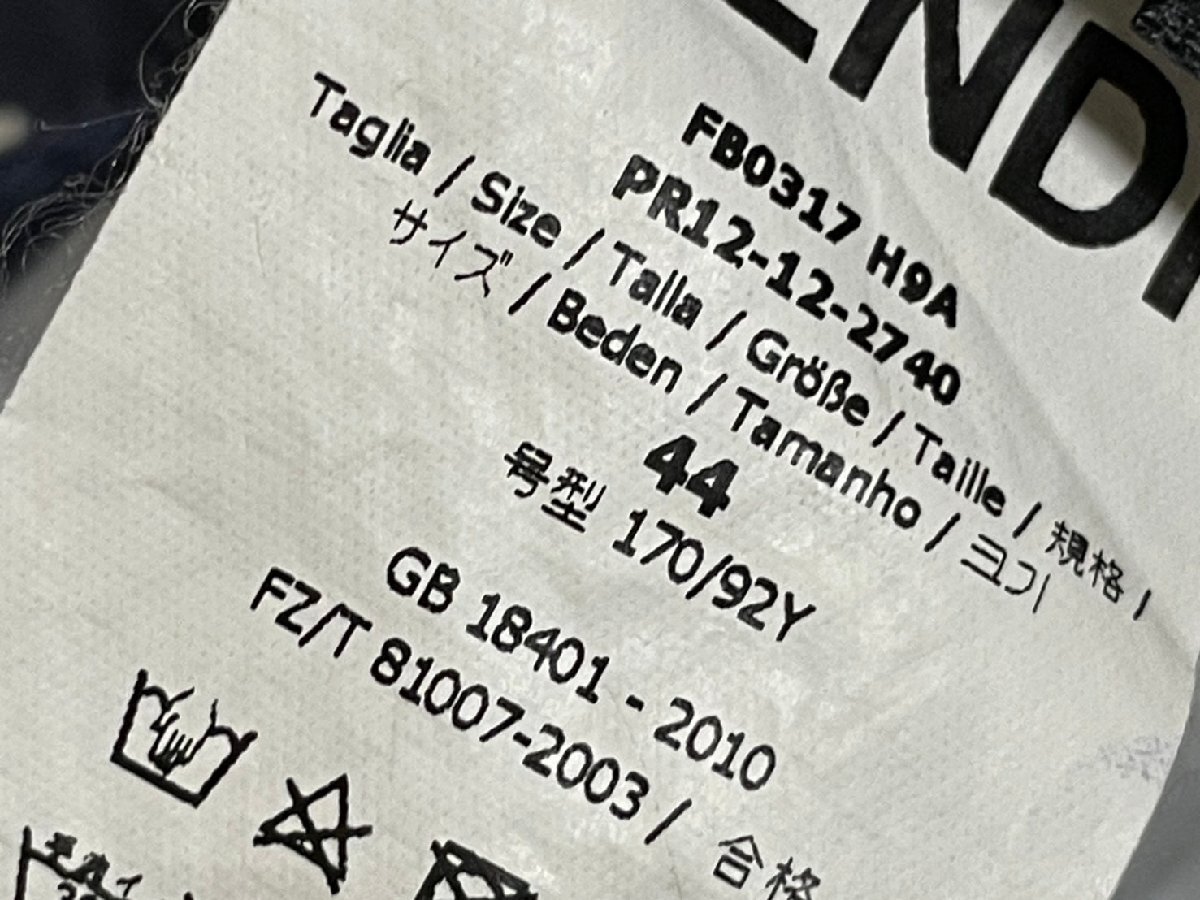 ENDI
FB0317 H9A
PR12-12-2740
Taglia / Size / Talla / Größe / Taille / 規格 /
サイズ / Beden / Tamanho / 크기
44
号型 170/92Y
GB 18401 - 2010
FZ/T 81007-2003 / 合格